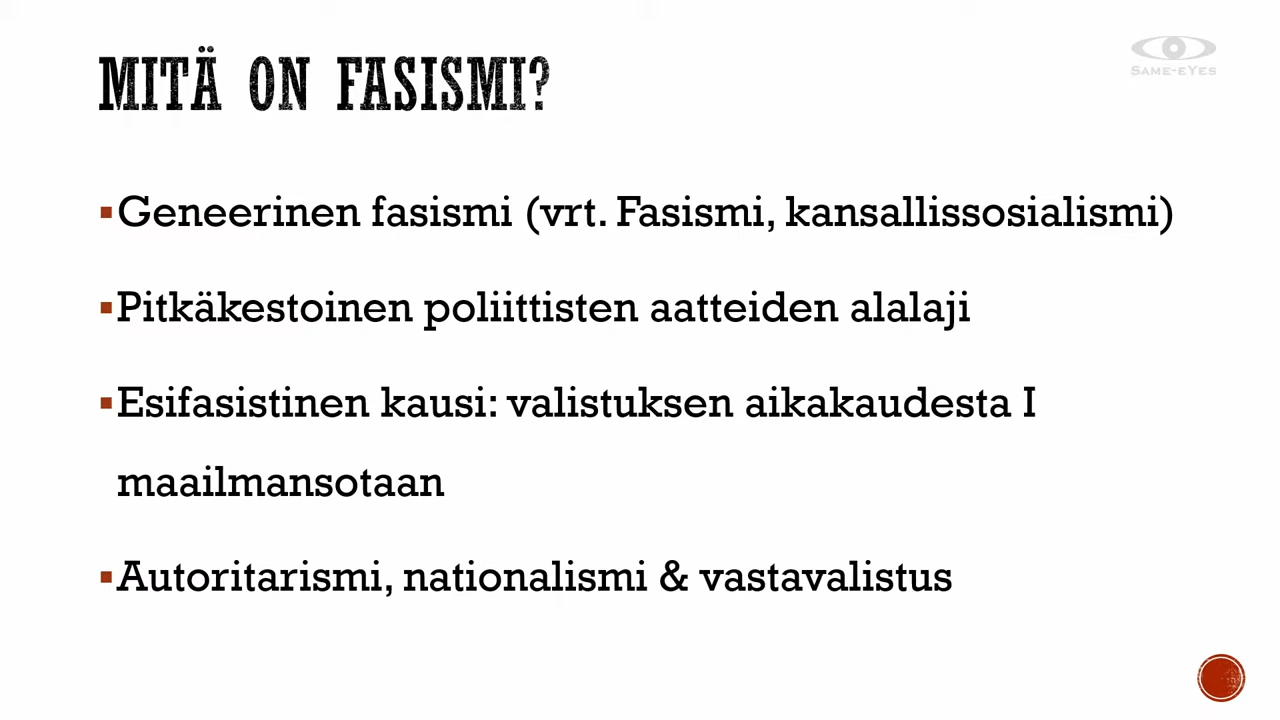 SAME-EYES
MITÄ ON FASISMI?
▪Geneerinen fasismi (vrt. Fasismi, kansallissosialismi)
▪Pitkäkestoinen poliittisten aatteiden alalaji
▪Esifasistinen kausi: valistuksen aikakaudesta I
maailmansotaan
▪Autoritarismi, nationalismi & vastavalistus